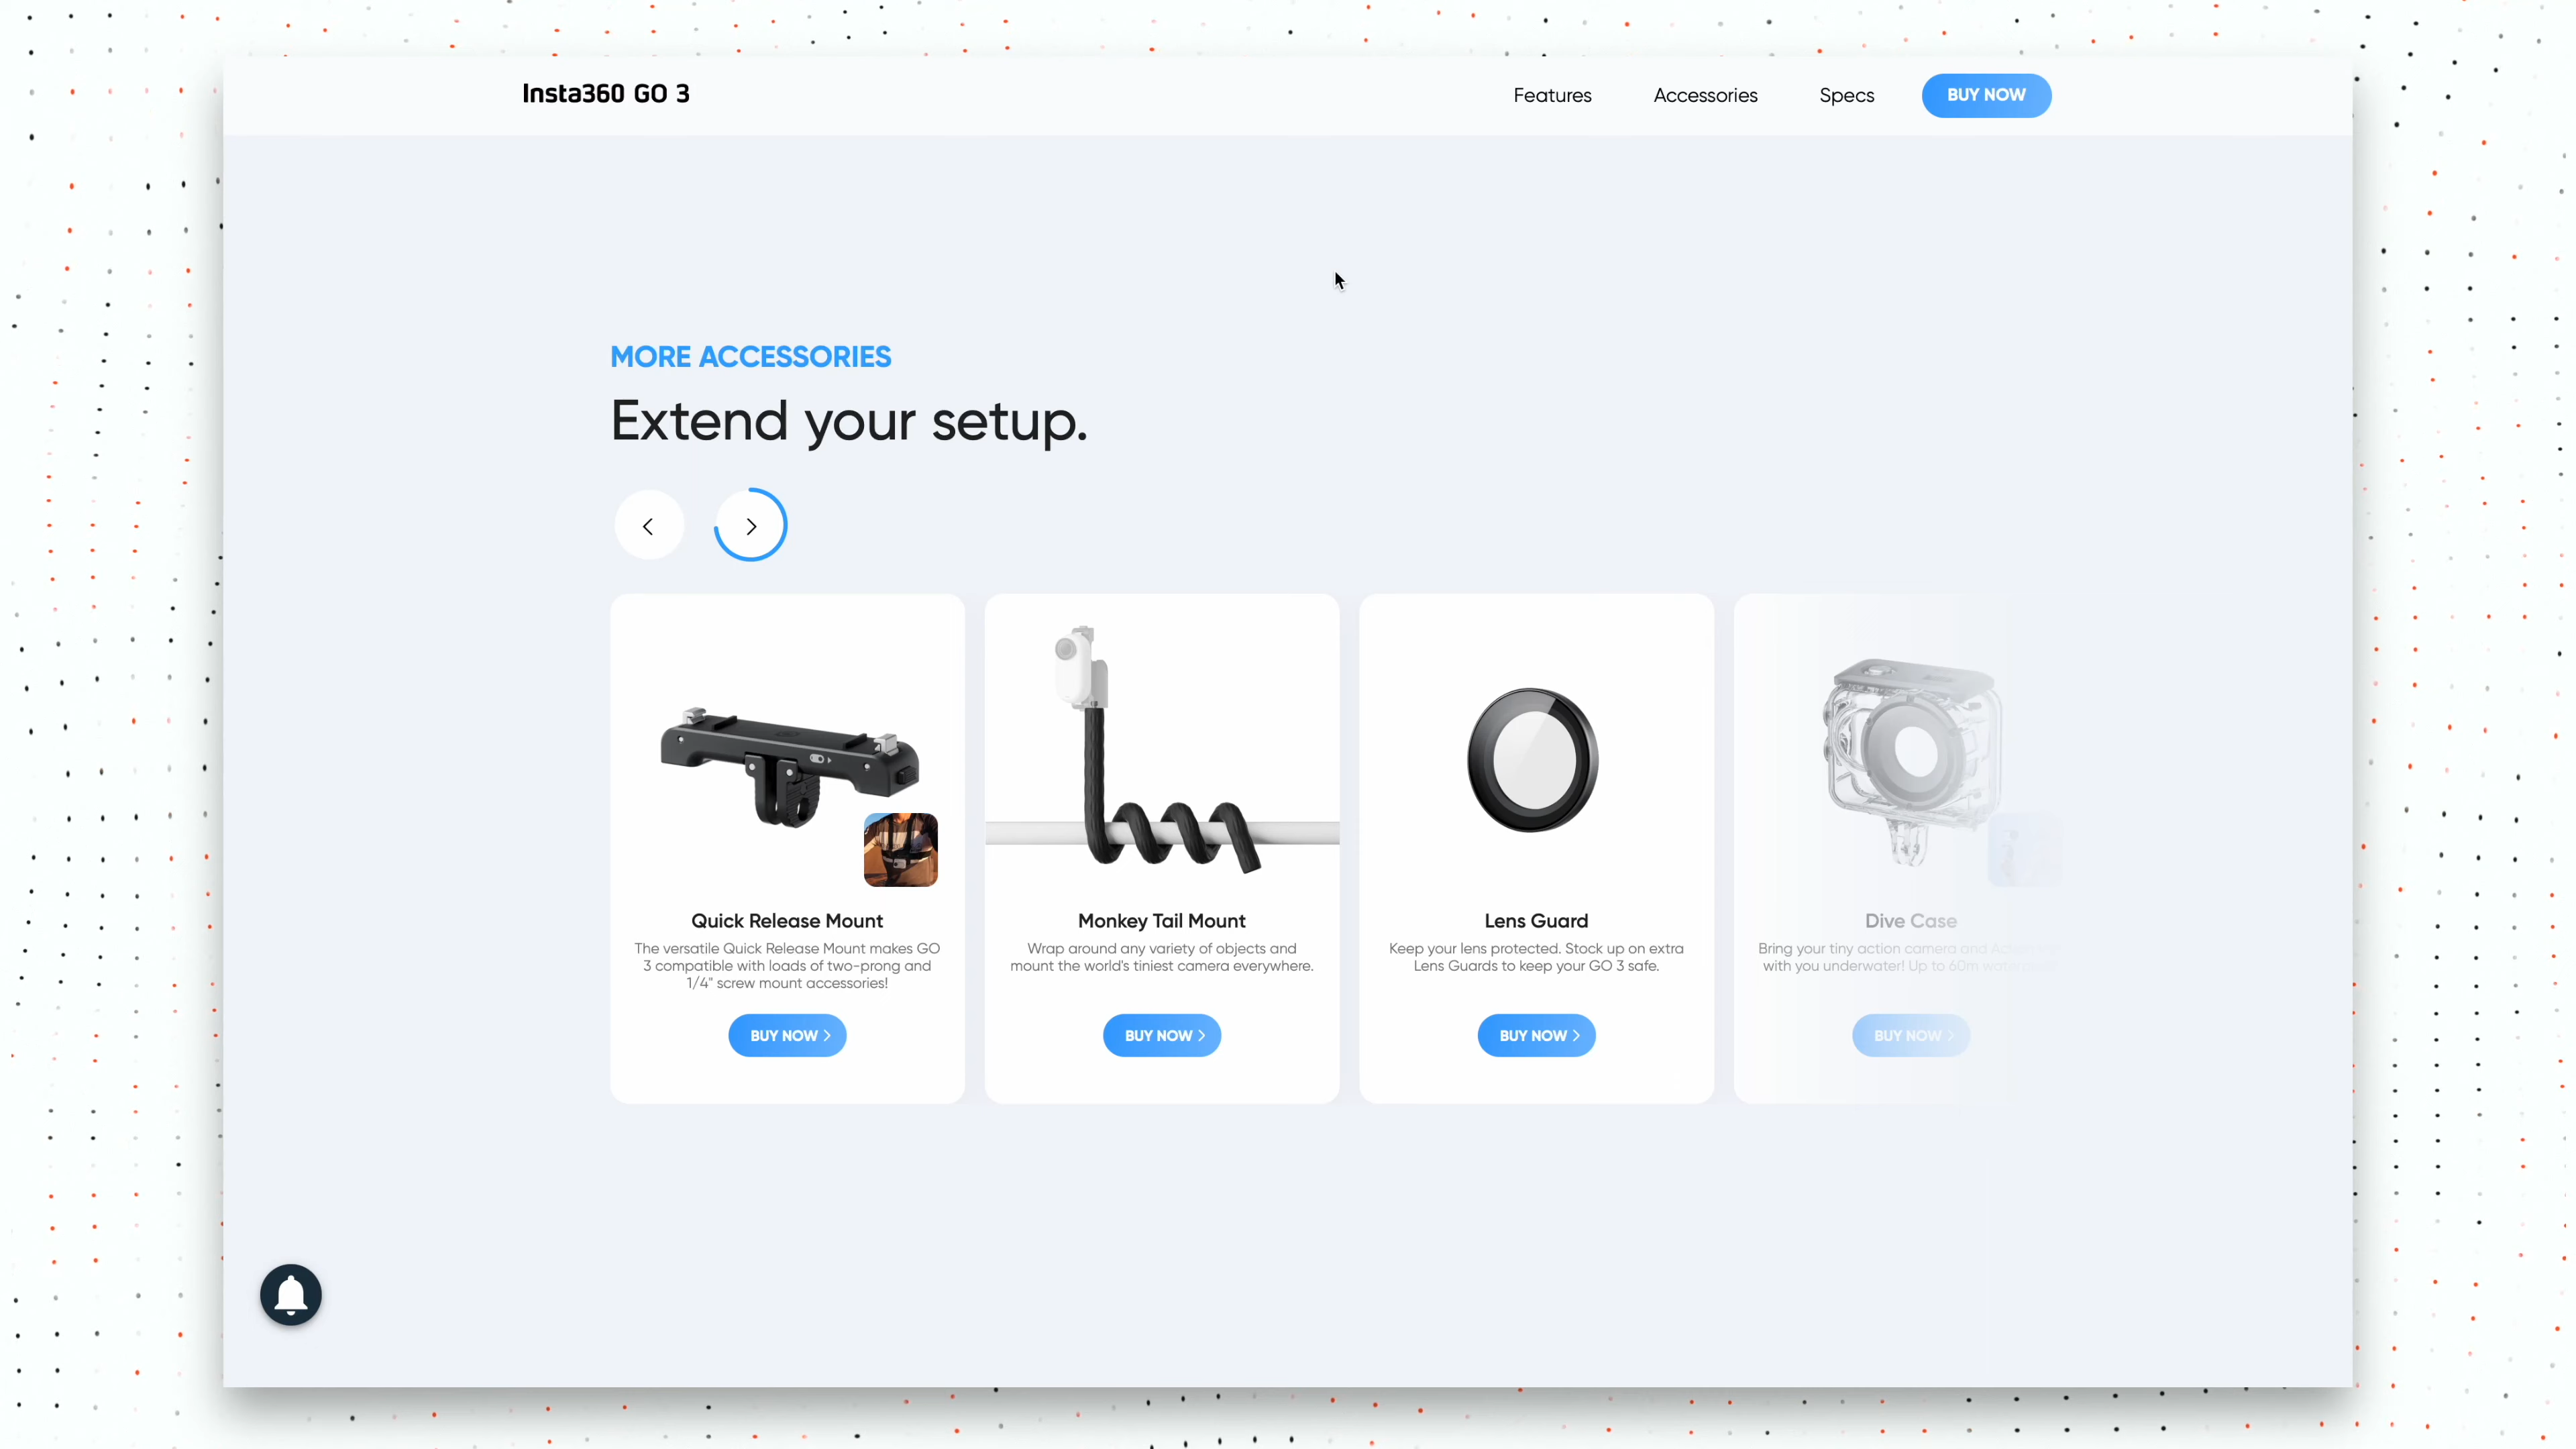 Insta360 GO 3
Features
Accessories
Specs
BUY NOW
MORE ACCESSORIES
Extend your setup.
Quick Release Mount
The versatile Quick Release Mount makes GO
3 compatible with loads of two-prong and
1/4" screw mount accessories!
BUY NOW
Monkey Tail Mount
Wrap around any variety of objects and
mount the world's tiniest camera everywhere.
BUY NOW
Lens Guard
Keep your lens protected. Stock up on extra
Lens Guards to keep your GO 3 safe.
BUY NOW
Dive Case
Bring your tiny action camera and
with you underwater! Up to 60m
BUY NOW